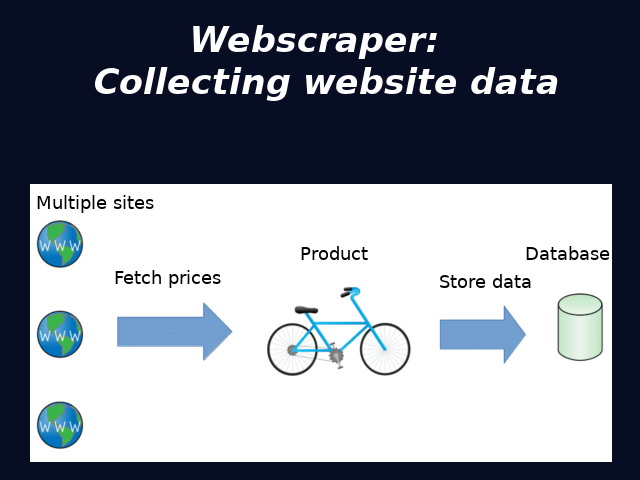 Webscraper:
Collecting website data
Multiple sites
WWW
Product
Database
Fetch prices
Store data
WWW
WWW